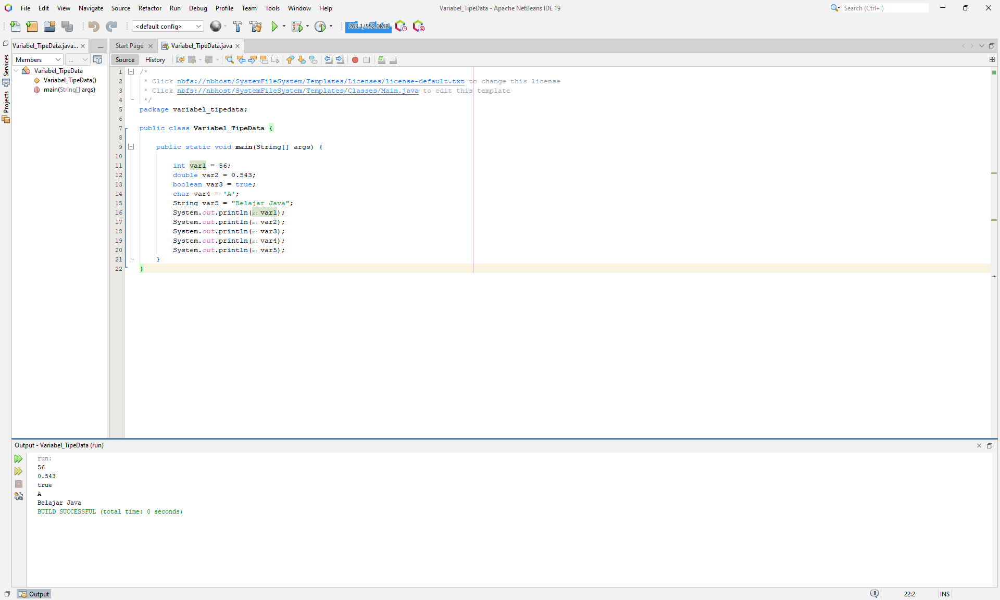 File Edit View Navigate Source Refactor Run Debug Profile Team Tools Window Help
Variabel_TipeData - Apache NetBeans IDE 19
Search (Ctrl+I)
<default config>
263.1/552.0MB
Variabel_TipeData.java...
Start Page
Variabel_TipeData.java
Members
...
Source
History
Services
Projects
Variabel_TipeData
Variabel_TipeData()
main(String[] args)
1 /*
2 * Click nbfs://nbhost/SystemFileSystem/Templates/Licenses/license-default.txt to change this license
3 * Click nbfs://nbhost/SystemFileSystem/Templates/Classes/Main.java to edit this template
4 */
5 package variabel_tipedata;
6
7 public class Variabel_TipeData {
8
9 public static void main(String[] args) {
10
11 int var1 = 56;
12 double var2 = 0.543;
13 boolean var3 = true;
14 char var4 = 'A';
15 String var5 = "Belajar Java";
16 System.out.println(x: var1);
17 System.out.println(x: var2);
18 System.out.println(x: var3);
19 System.out.println(x: var4);
20 System.out.println(x: var5);
21 }
22 }
Output - Variabel_TipeData (run)
run:
56
0.543
true
A
Belajar Java
BUILD SUCCESSFUL (total time: 0 seconds)
Output
1
22:2
INS